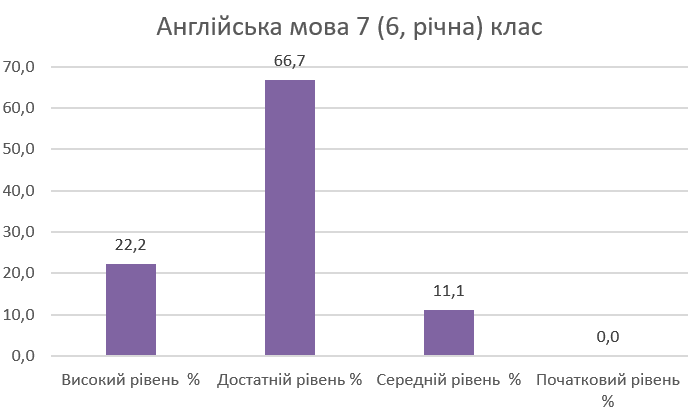 Англійська мова 7 (6, річна) клас
70,0
60,0
50,0
40,0
30,0
20,0
10,0
0,0
22,2
66,7
11,1
0,0
Високий рівень %
Достатній рівень %
Середній рівень %
Початковий рівень
%